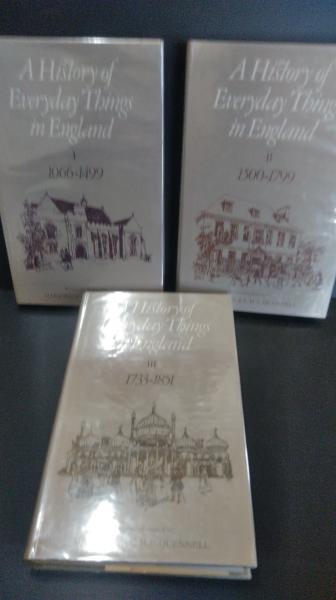 A History of
Everyday Things
in England
I
1066-1499
A History of
Everyday Things
in England
II
1500-1799
A History of
Everyday Things
in England
III
1733-1851
QUENNELL